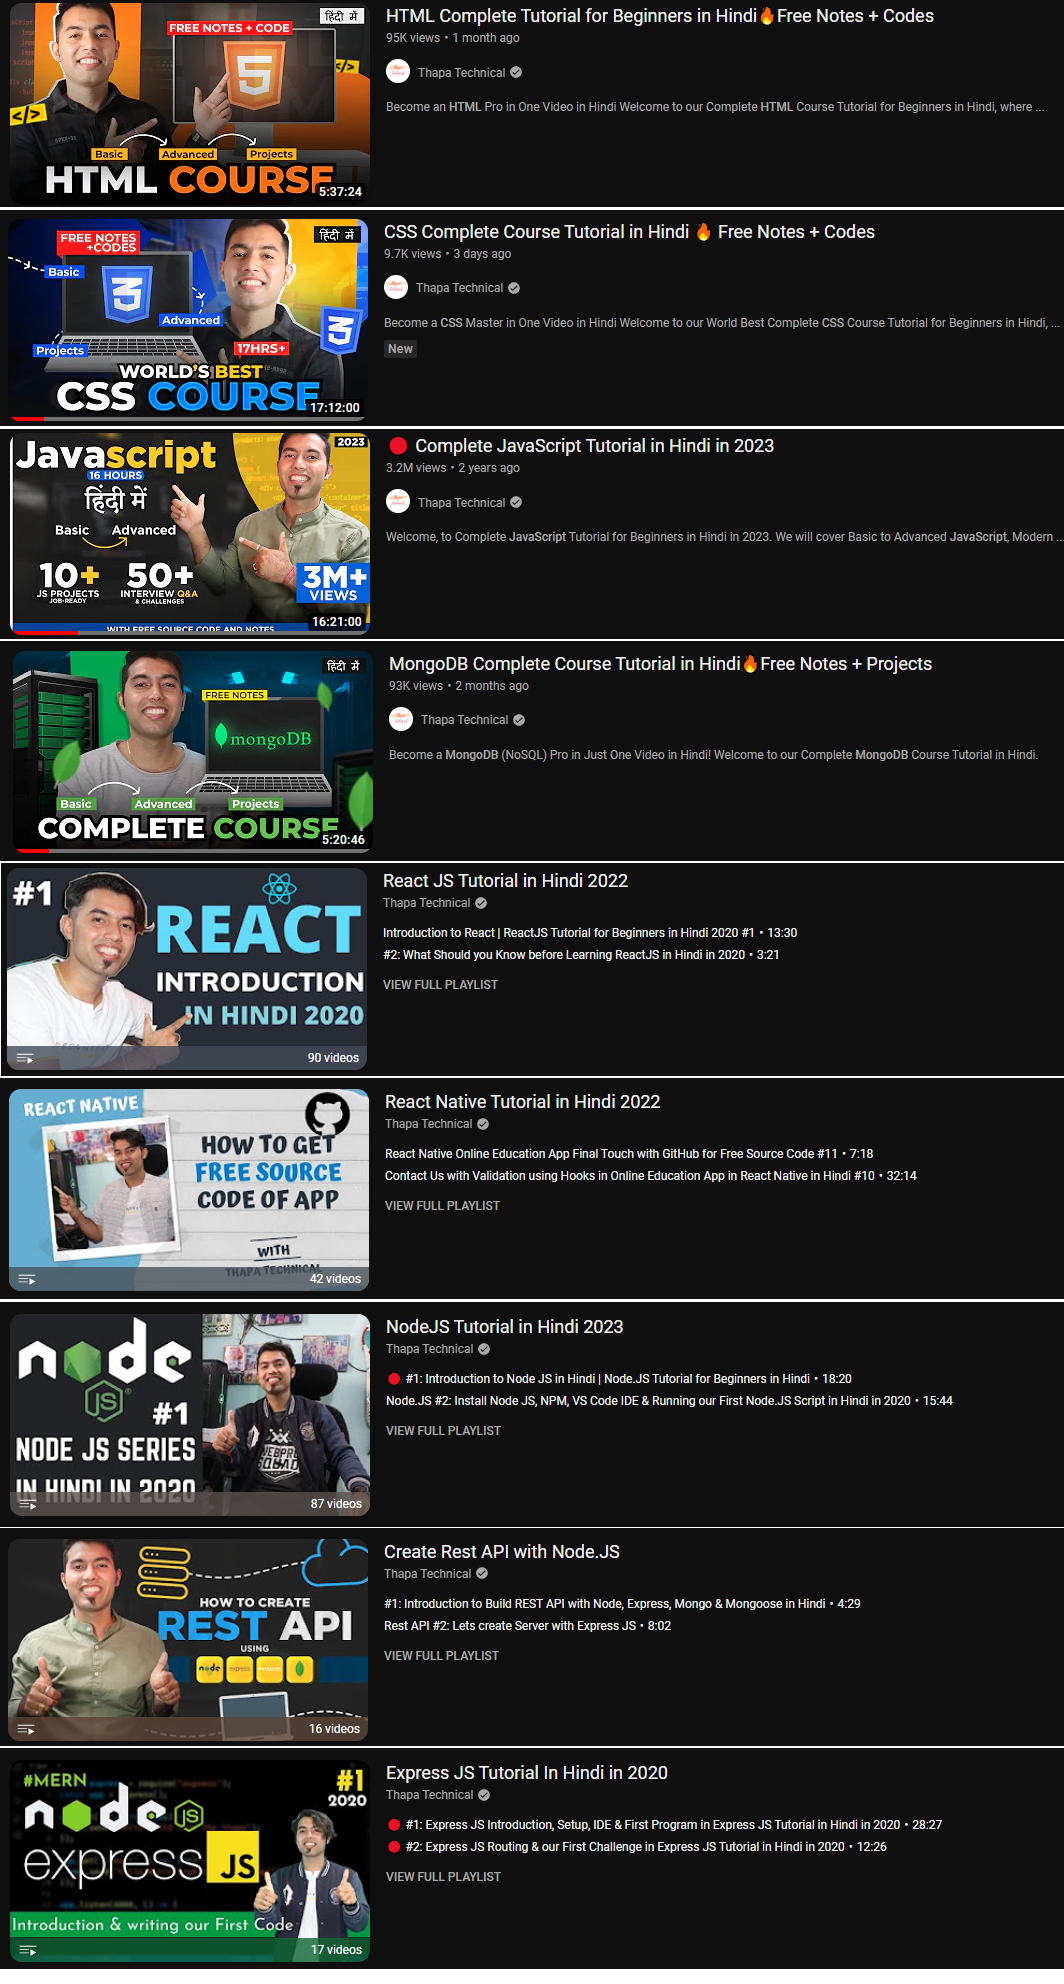 हिंदी में
FREE NOTES + CODE
5
</>
</>
Basic Advanced Projects
HTML COURSE
5:37:24
HTML Complete Tutorial for Beginners in Hindi🔥Free Notes + Codes
95K views • 1 month ago
Thapa Technical
Become an HTML Pro in One Video in Hindi Welcome to our Complete HTML Course Tutorial for Beginners in Hindi, where ...
FREE NOTES
+CODES
हिंदी में
Basic
Advanced
Projects
17HRS+
WORLD'S BEST
CSS COURSE
17:12:00
CSS Complete Course Tutorial in Hindi 🔥 Free Notes + Codes
9.7K views • 3 days ago
Thapa Technical
Become a CSS Master in One Video in Hindi Welcome to our World Best Complete CSS Course Tutorial for Beginners in Hindi, ...
New
2023
Javascript
16 HOURS
हिंदी में
Basic Advanced
10+ 50+
JS PROJECTS INTERVIEW Q&A
JOB-READY & CHALLENGES
3M+
VIEWS
16:21:00
WITH FREE SOURCE CODE AND NOTES
🔴 Complete JavaScript Tutorial in Hindi in 2023
3.2M views • 2 years ago
Thapa Technical
Welcome, to Complete JavaScript Tutorial for Beginners in Hindi in 2023. We will cover Basic to Advanced JavaScript, Modern ...
हिंदी में
FREE NOTES
mongoDB
Basic Advanced Projects
COMPLETE COURSE
5:20:46
MongoDB Complete Course Tutorial in Hindi🔥Free Notes + Projects
93K views • 2 months ago
Thapa Technical
Become a MongoDB (NoSQL) Pro in Just One Video in Hindi! Welcome to our Complete MongoDB Course Tutorial in Hindi.
#1
REACT
INTRODUCTION
IN HINDI 2020
90 videos
React JS Tutorial in Hindi 2022
Thapa Technical
Introduction to React | ReactJS Tutorial for Beginners in Hindi 2020 #1 • 13:30
#2: What Should you Know before Learning ReactJS in Hindi in 2020 • 3:21
VIEW FULL PLAYLIST
REACT NATIVE
HOW TO GET
FREE SOURCE
CODE OF APP
WITH
THAPA TECHNICAL
42 videos
React Native Tutorial in Hindi 2022
Thapa Technical
React Native Online Education App Final Touch with GitHub for Free Source Code #11 • 7:18
Contact Us with Validation using Hooks in Online Education App in React Native in Hindi #10 • 32:14
VIEW FULL PLAYLIST
node
JS
#1
NODE JS SERIES
IN HINDI IN 2020
87 videos
NodeJS Tutorial in Hindi 2023
Thapa Technical
🔴 #1: Introduction to Node JS in Hindi | Node.JS Tutorial for Beginners in Hindi • 18:20
Node.JS #2: Install Node JS, NPM, VS Code IDE & Running our First Node.JS Script in Hindi in 2020 • 15:44
VIEW FULL PLAYLIST
HOW TO CREATE
REST API
USING
node express
16 videos
Create Rest API with Node.JS
Thapa Technical
#1: Introduction to Build REST API with Node, Express, Mongo & Mongoose in Hindi • 4:29
Rest API #2: Lets create Server with Express JS • 8:02
VIEW FULL PLAYLIST
#MERN
#1
2020
node JS
express JS
Introduction & writing our First Code
17 videos
Express JS Tutorial In Hindi in 2020
Thapa Technical
🔴 #1: Express JS Introduction, Setup, IDE & First Program in Express JS Tutorial in Hindi in 2020 • 28:27
🔴 #2: Express JS Routing & our First Challenge in Express JS Tutorial in Hindi in 2020 • 12:26
VIEW FULL PLAYLIST